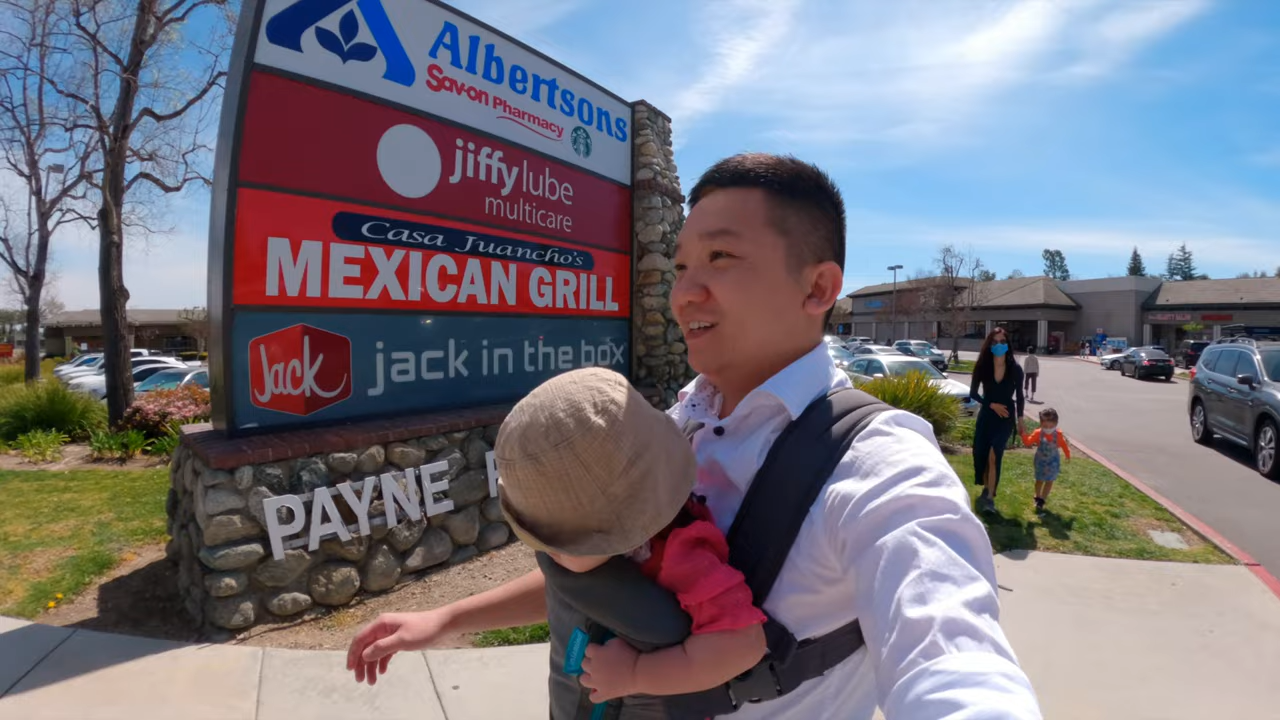 Albertsons
Sav-on Pharmacy
jiffy lube
multicare
Casa Juancho's
MEXICAN GRILL
Jack
jack in the box
PAYNE